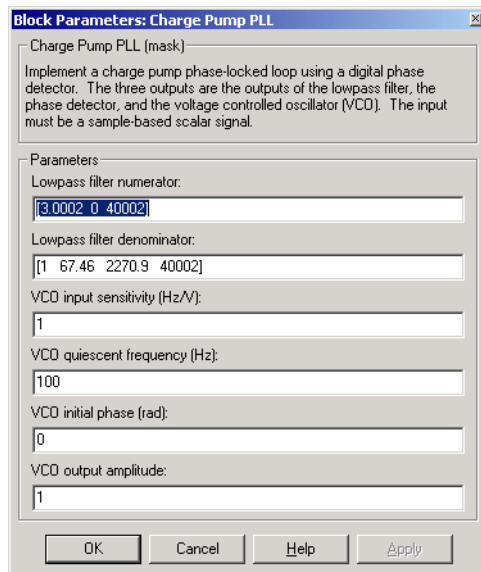 Block Parameters: Charge Pump PLL
Charge Pump PLL (mask)
Implement a charge pump phase-locked loop using a digital phase
detector. The three outputs are the outputs of the lowpass filter, the
phase detector, and the voltage controlled oscillator (VCO). The input
must be a sample-based scalar signal.
Parameters
Lowpass filter numerator:
[3.0002 0 40002]
Lowpass filter denominator:
[1 67.46 2270.9 40002]
VCO input sensitivity (Hz/V):
1
VCO quiescent frequency (Hz):
100
VCO initial phase (rad):
0
VCO output amplitude:
1
OK Cancel Help Apply